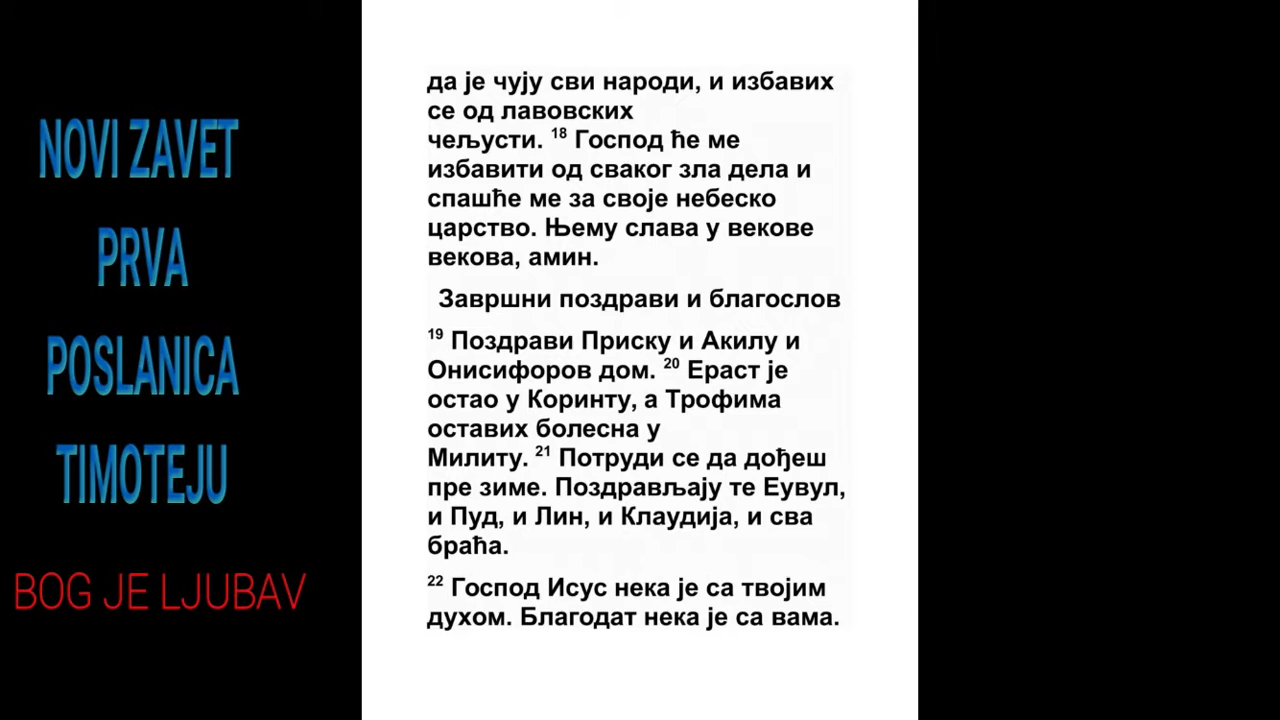 NOVI ZAVET
PRVA
POSLANICA
TIMOTEJU
BOG JE LJUBAV
да је чују сви народи, и избавих
се од лавовских
чељусти. 18 Господ ће ме
избавити од сваког зла дела и
спашће ме за своје небеско
царство. Њему слава у векове
векова, амин.
Завршни поздрави и благослов
19 Поздрави Приску и Акилу и
Онисифоров дом. 20 Ераст је
остао у Коринту, а Трофима
оставих болесна у
Милиту. 21 Потруди се да дођеш
пре зиме. Поздрављају те Еувул,
и Пуд, и Лин, и Клаудија, и сва
браћа.
22 Господ Исус нека је са твојим
духом. Благодат нека је са вама.